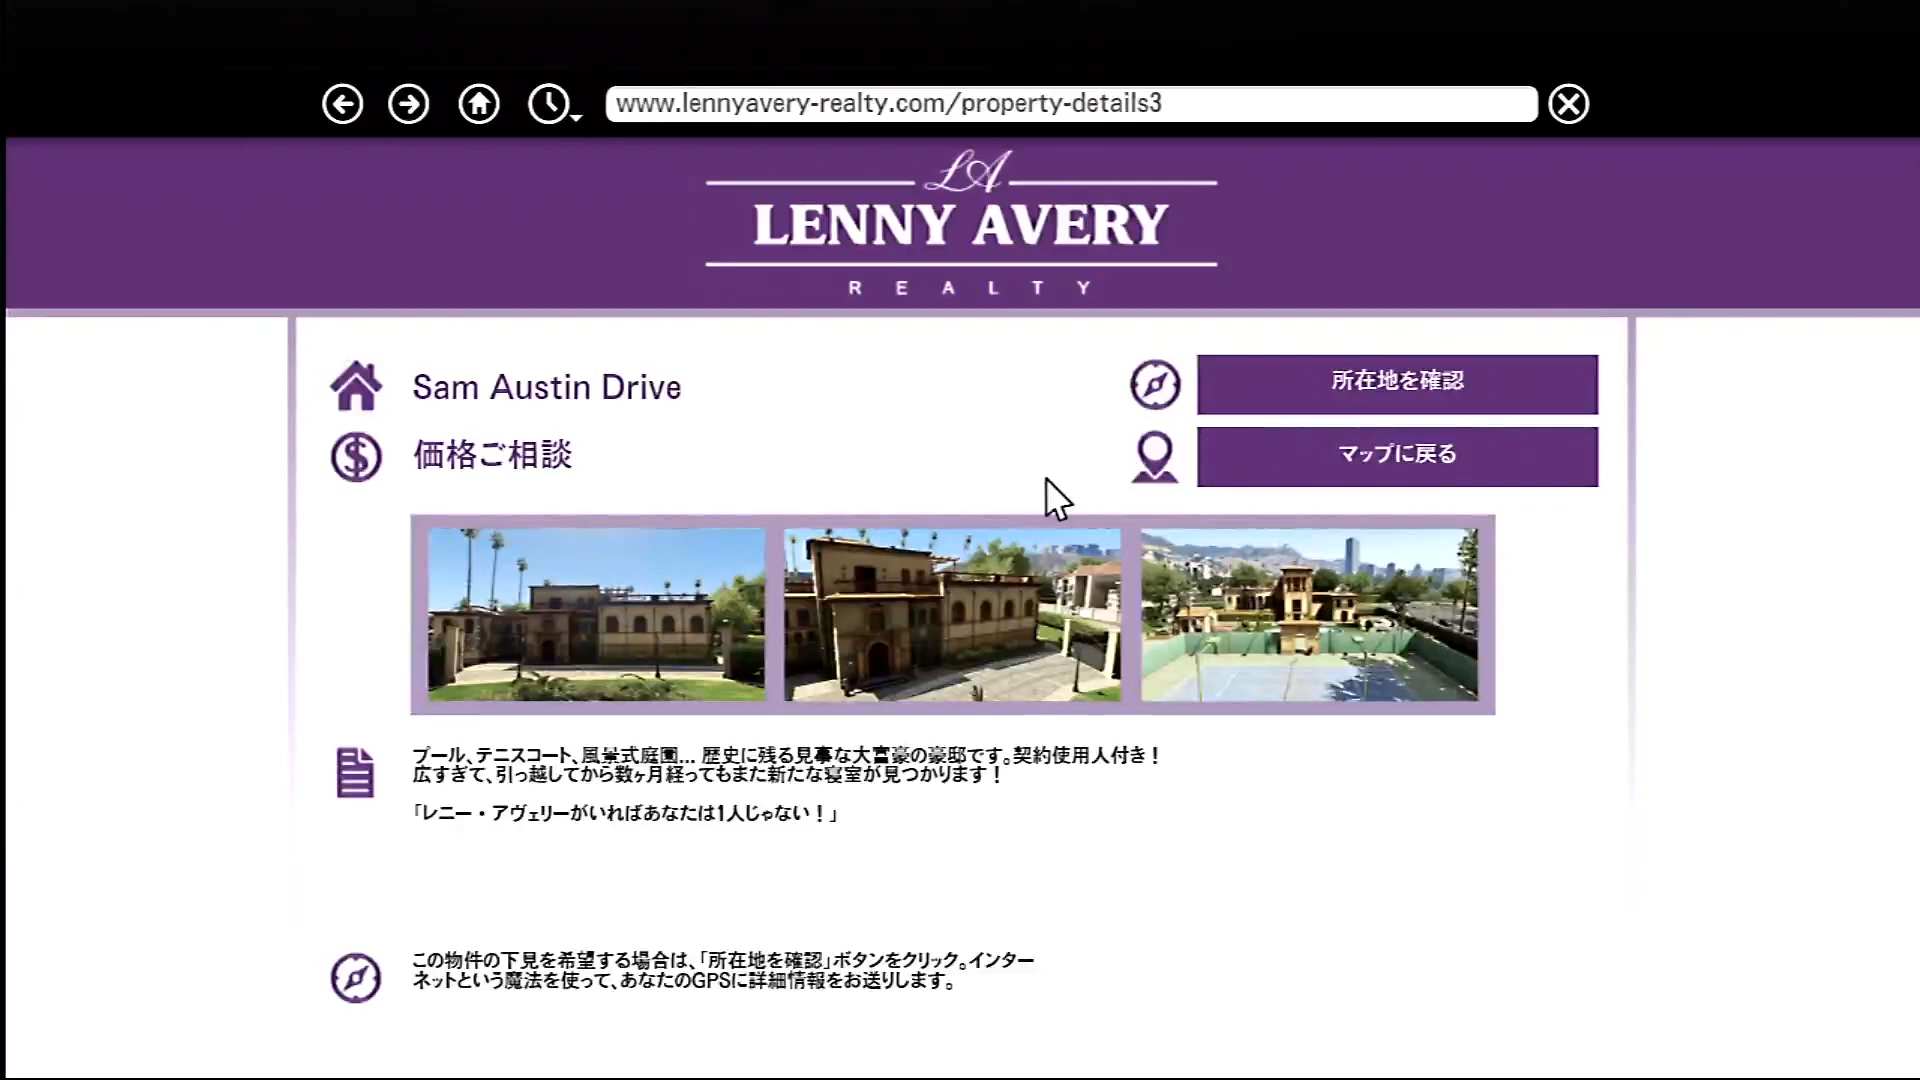 www.lennyavery-realty.com/property-details3
LA
LENNY AVERY
REALTY
Sam Austin Drive
所在地を確認
価格ご相談
マップに戻る
プール、テニスコート、風景式庭園... 歴史に残る見事な大富豪の豪邸です。契約使用人付き！
広すぎて、引っ越してから数ヶ月経ってもまた新たな寝室が見つかります！
「レニー・アヴェリーがいればあなたは1人じゃない！」
この物件の下見を希望する場合は、「所在地を確認」ボタンをクリック。インター
ネットという魔法を使って、あなたのGPSに詳細情報をお送りします。